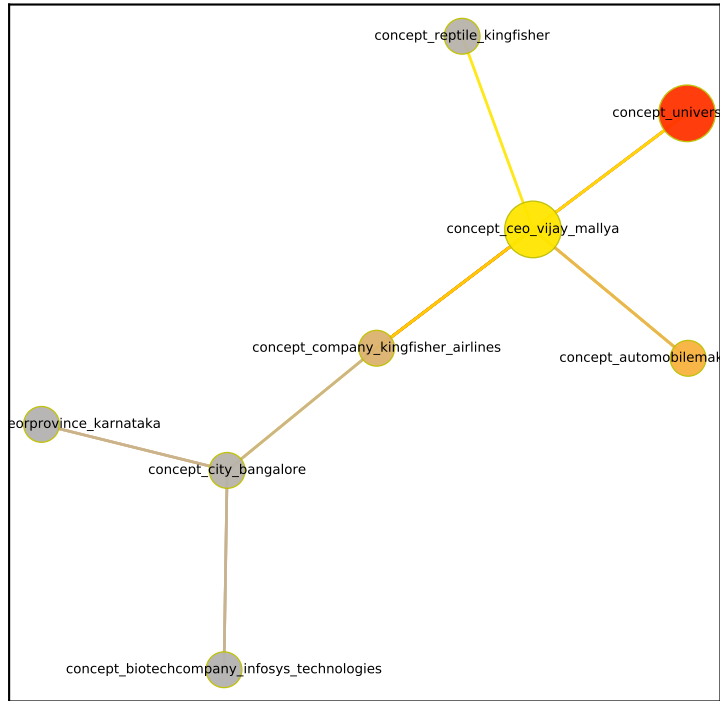 concept_reptile_kingfisher
concept_univers
concept_ceo_vijay_mallya
concept_company_kingfisher_airlines
concept_automobilemak
eorprovince_karnataka
concept_city_bangalore
concept_biotechcompany_infosys_technologies